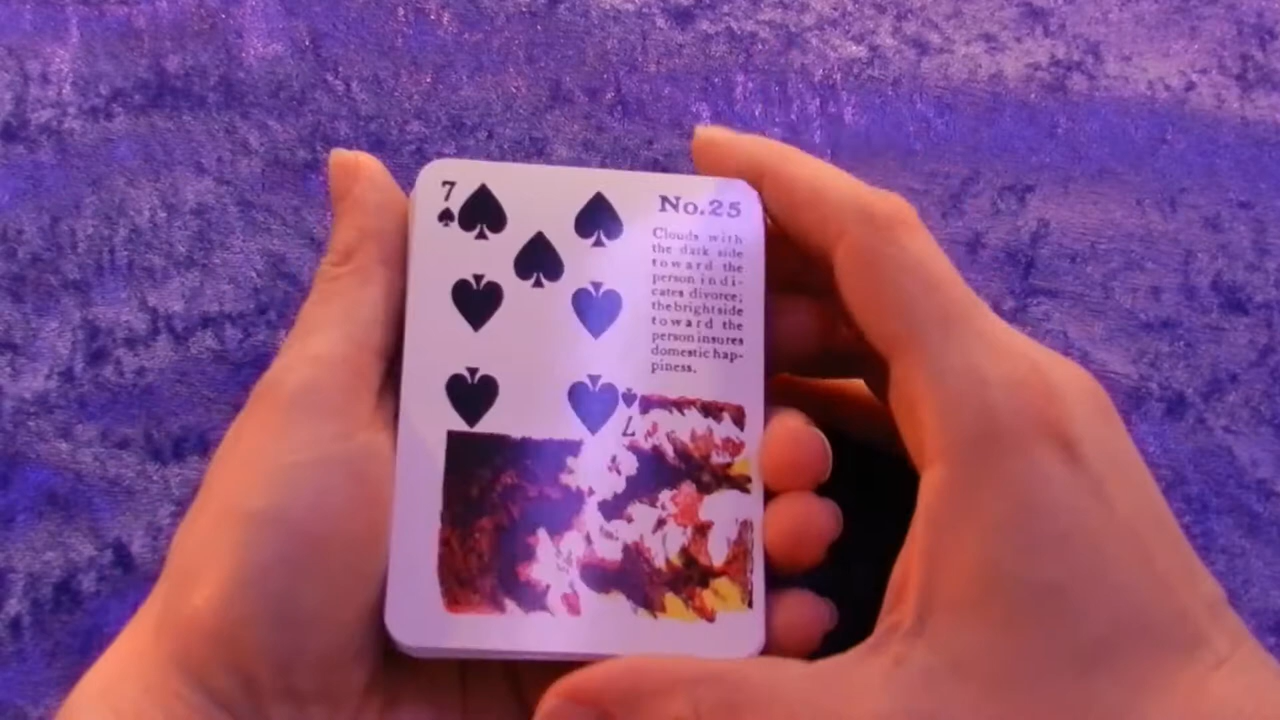 7
No.25
Clouds with
the dark side
toward the
person indi-
cates divorce;
the bright side
toward the
person insures
domestic hap-
piness.
7